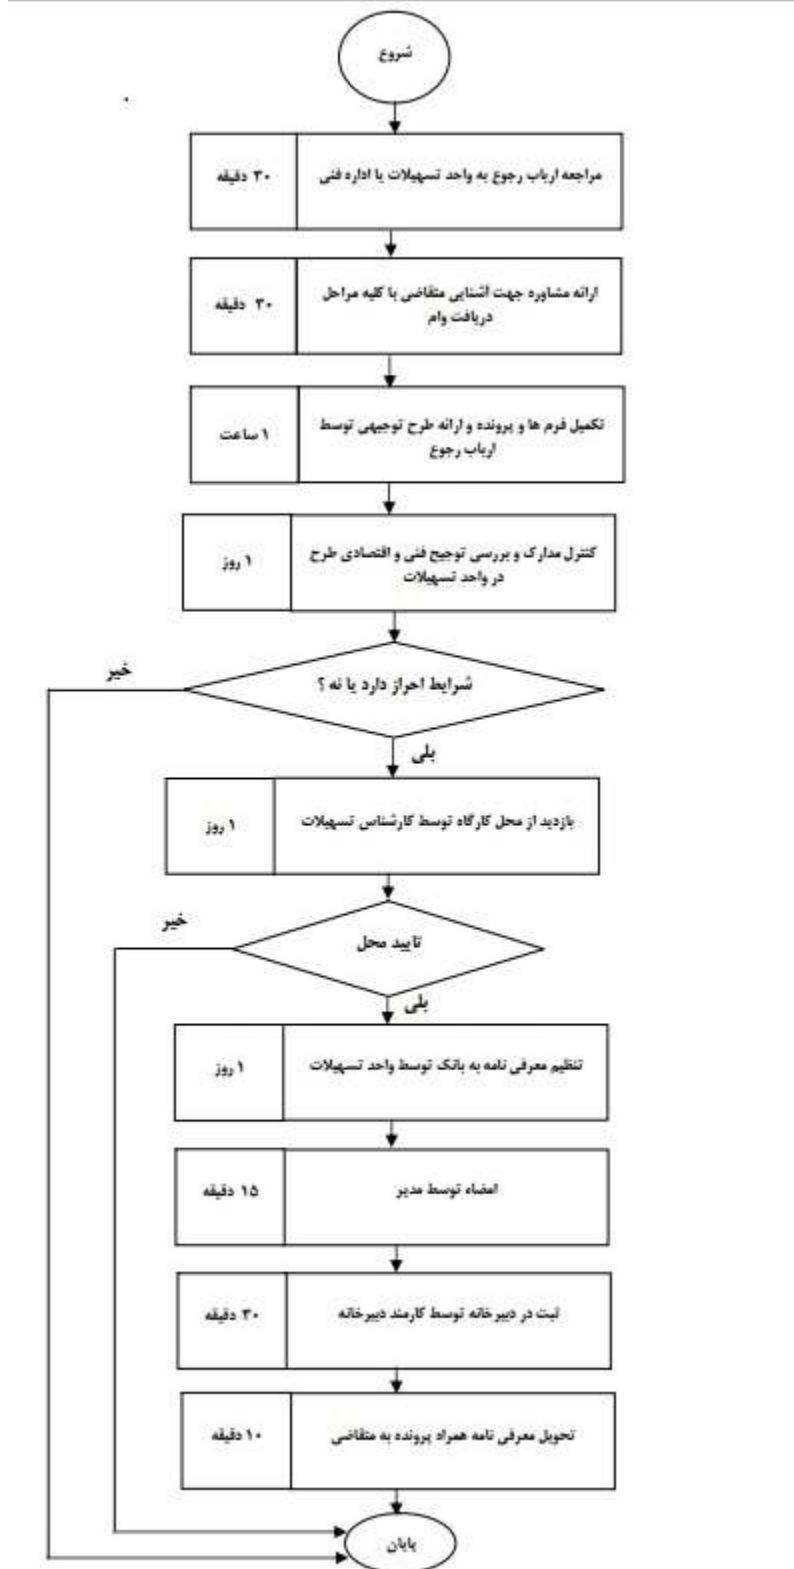 شروع
مراجعه ارباب رجوع به واحد تسهیلات یا اداره فنی
۳۰ دقیقه
ارائه مشاوره جهت آشنایی متقاضی با کلیه مراحل
دریافت وام
۳۰ دقیقه
تکمیل فرم ها و پرونده و ارائه طرح توجیهی توسط
ارباب رجوع
۱ ساعت
کنترل مدارک و بررسی توجیح فنی و اقتصادی طرح
در واحد تسهیلات
۱ روز
شرایط احراز دارد یا نه ؟
خیر
بلی
بازدید از محل کارگاه توسط کارشناس تسهیلات
۱ روز
تایید محل
خیر
بلی
تنظیم معرفی نامه به بانک توسط واحد تسهیلات
۱ روز
امضاء توسط مدیر
۱۵ دقیقه
ثبت در دبیرخانه توسط کارمند دبیرخانه
۳۰ دقیقه
تحویل معرفی نامه همراه پرونده به متقاضی
۱۰ دقیقه
پایان